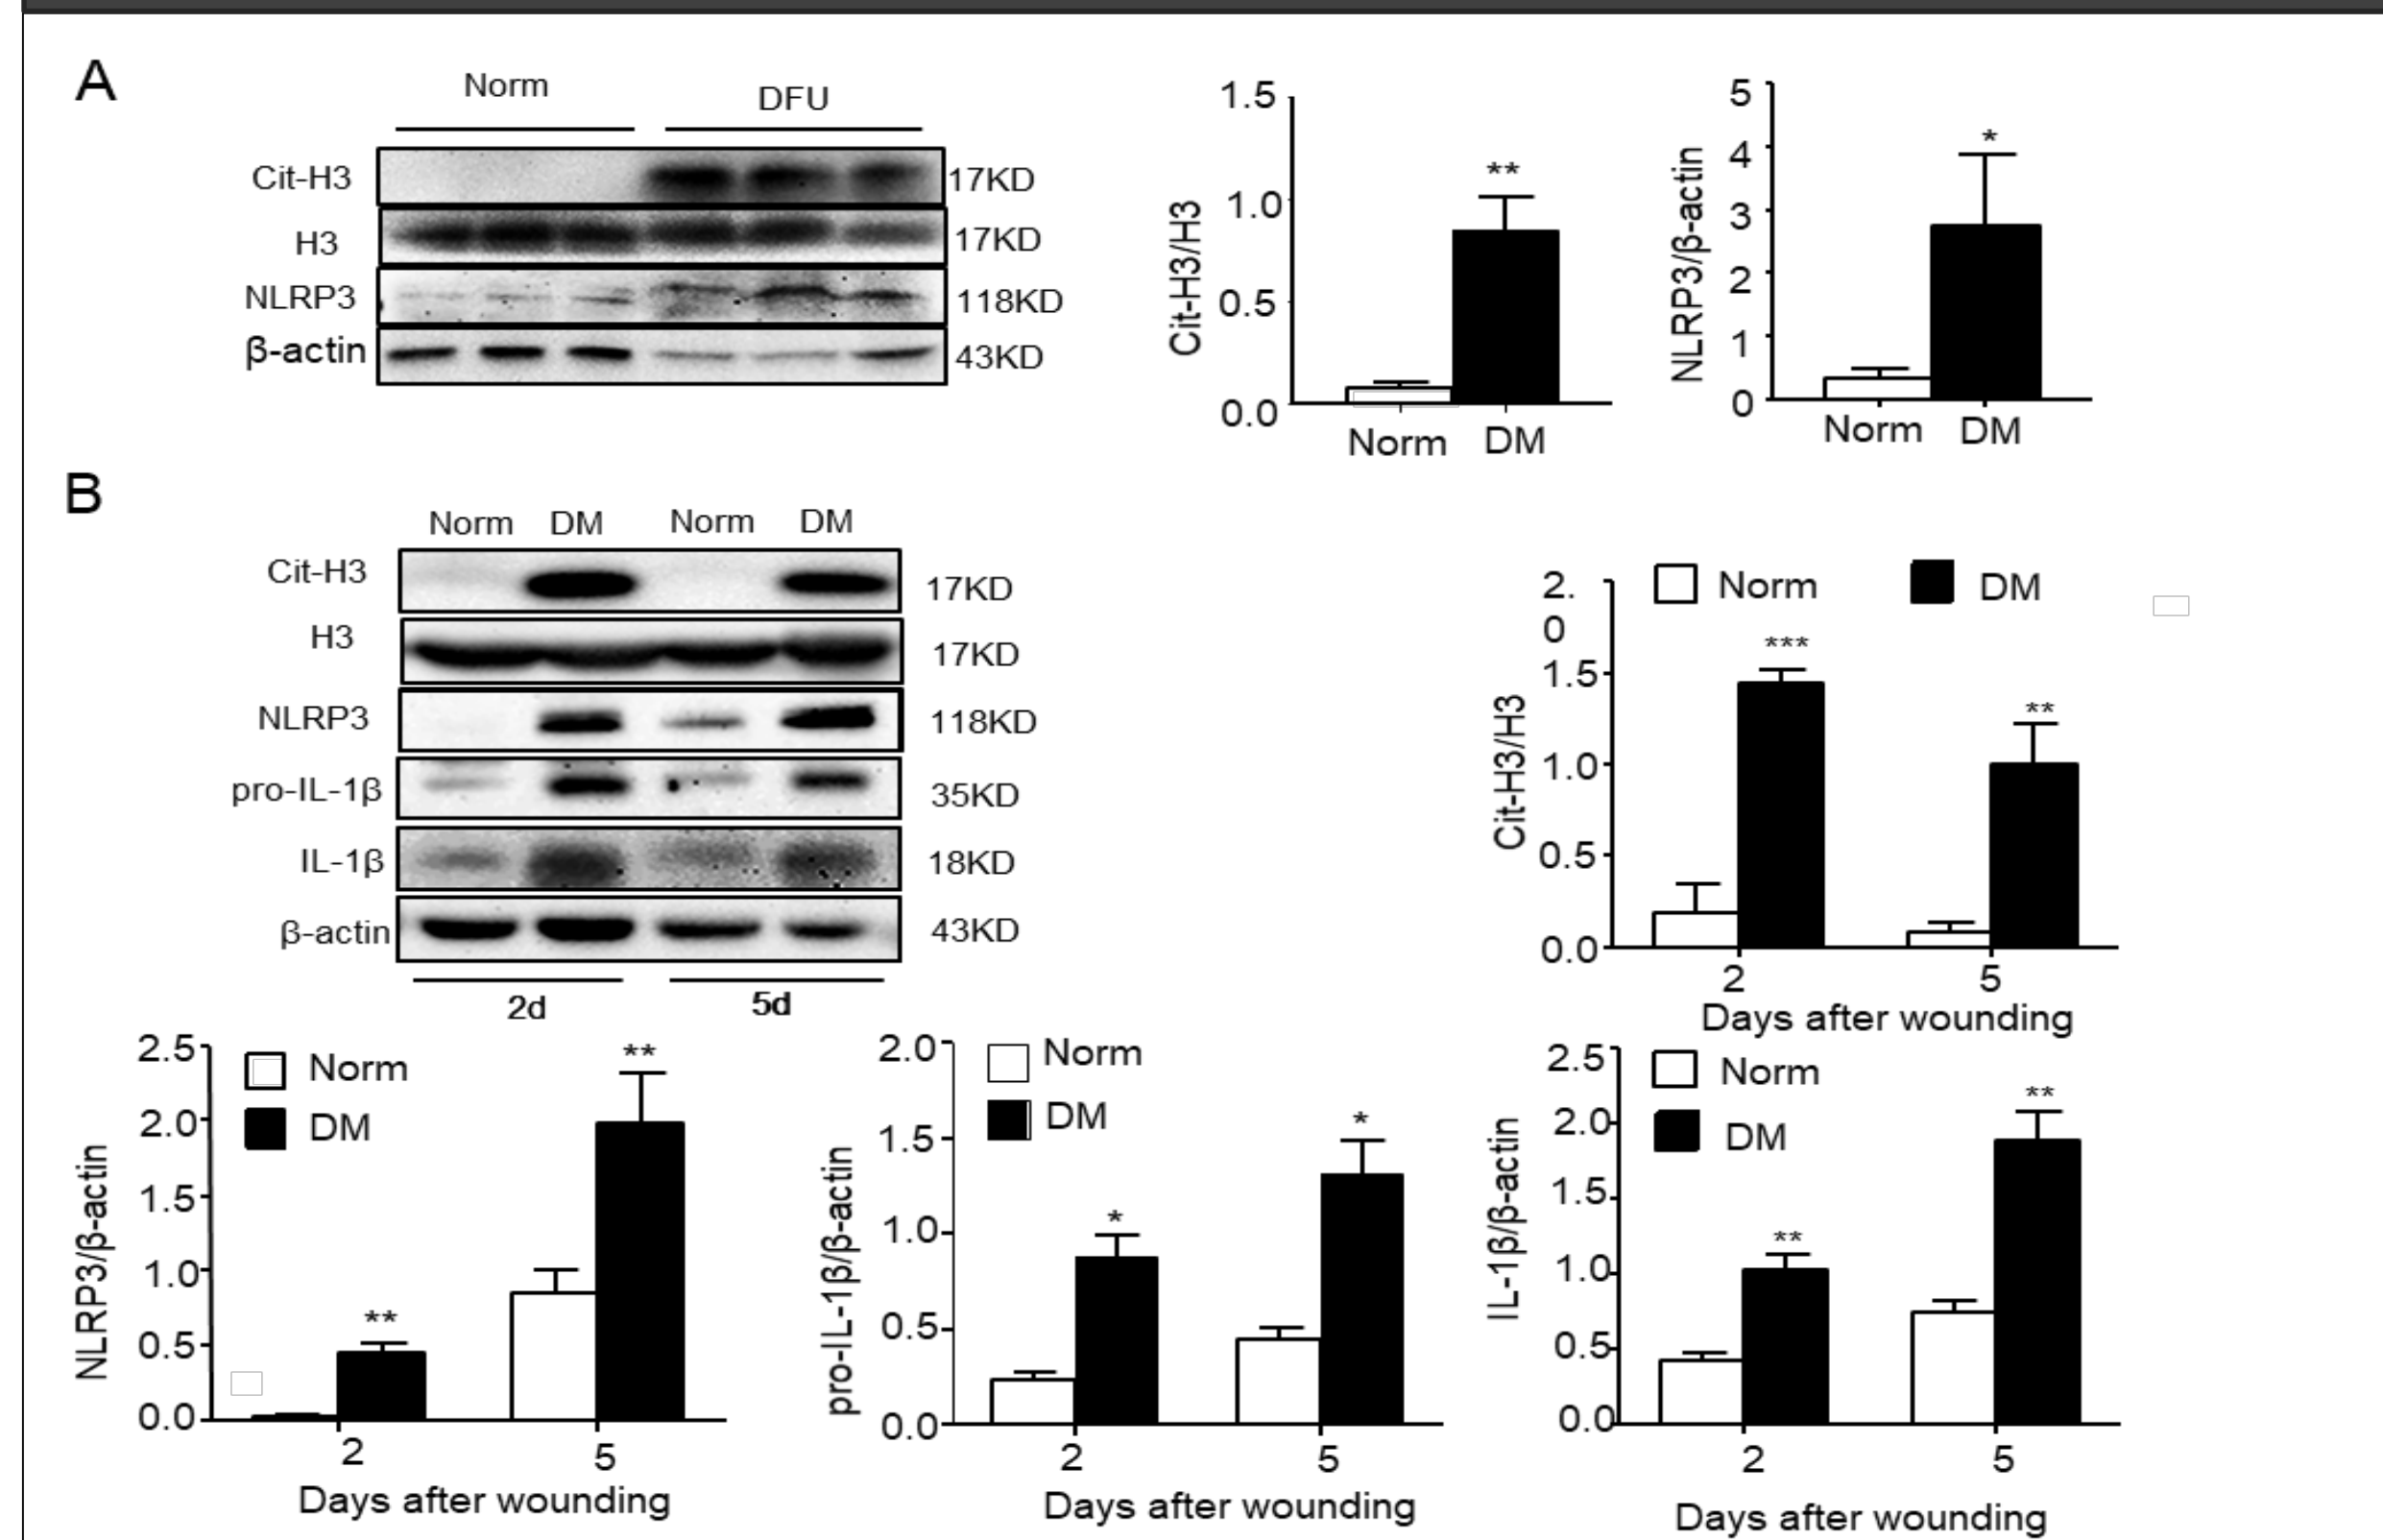 A
Norm
DFU
Cit-H3
17KD
H3
17KD
NLRP3
118KD
β-actin
43KD
Cit-H3/H3
1.5
1.0
0.5
0.0
**
Norm DM
NLRP3/β-actin
5
4
3
2
1
0
*
Norm DM
B
Norm DM Norm DM
Cit-H3
17KD
H3
17KD
NLRP3
118KD
pro-IL-1β
35KD
IL-1β
18KD
β-actin
43KD
2d
5d
Cit-H3/H3
2.
0
1.5
1.0
0.5
0.0
Norm
DM
***
**
2
5
Days after wounding
NLRP3/β-actin
2.5
2.0
1.5
1.0
0.5
0.0
Norm
DM
**
**
2
5
Days after wounding
pro-IL-1β/β-actin
2.0
1.5
1.0
0.5
0.0
Norm
DM
*
*
2
5
Days after wounding
IL-1β/β-actin
2.5
2.0
1.5
1.0
0.5
0.0
Norm
DM
**
**
2
5
Days after wounding